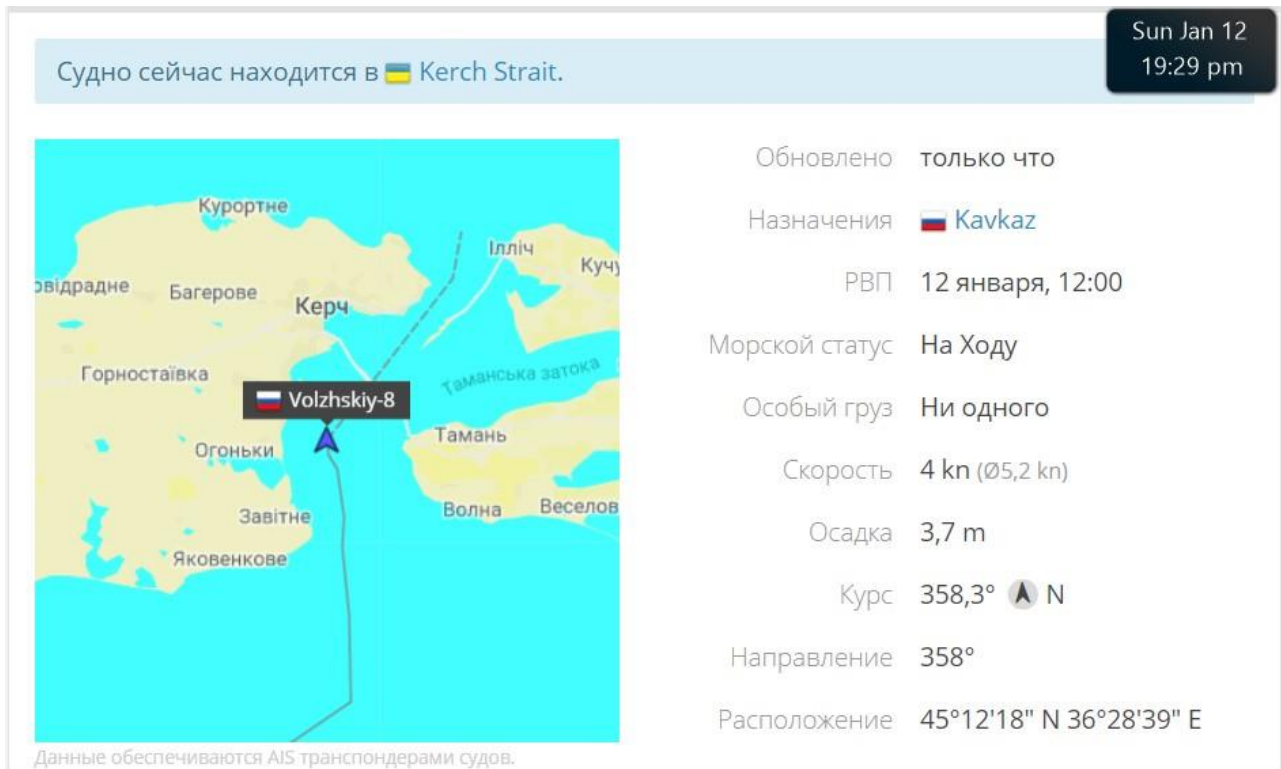 Sun Jan 12
19:29 pm
Судно сейчас находится в Kerch Strait.
Курортне
Ілліч
Кучу
овідрадне
Багерове
Керч
Горностаївка
Таманська затока
Volzhskiy-8
Огоньки
Тамань
Завітне
Волна
Веселов
Яковенкове
Обновлено только что
Назначения Kavkaz
РВП 12 января, 12:00
Морской статус На Ходу
Особый груз Ни одного
Скорость 4 kn (Ø5,2 kn)
Осадка 3,7 m
Курс 358,3° N
Направление 358°
Расположение 45°12'18" N 36°28'39" E
Данные обеспечиваются AIS транспондерами судов.